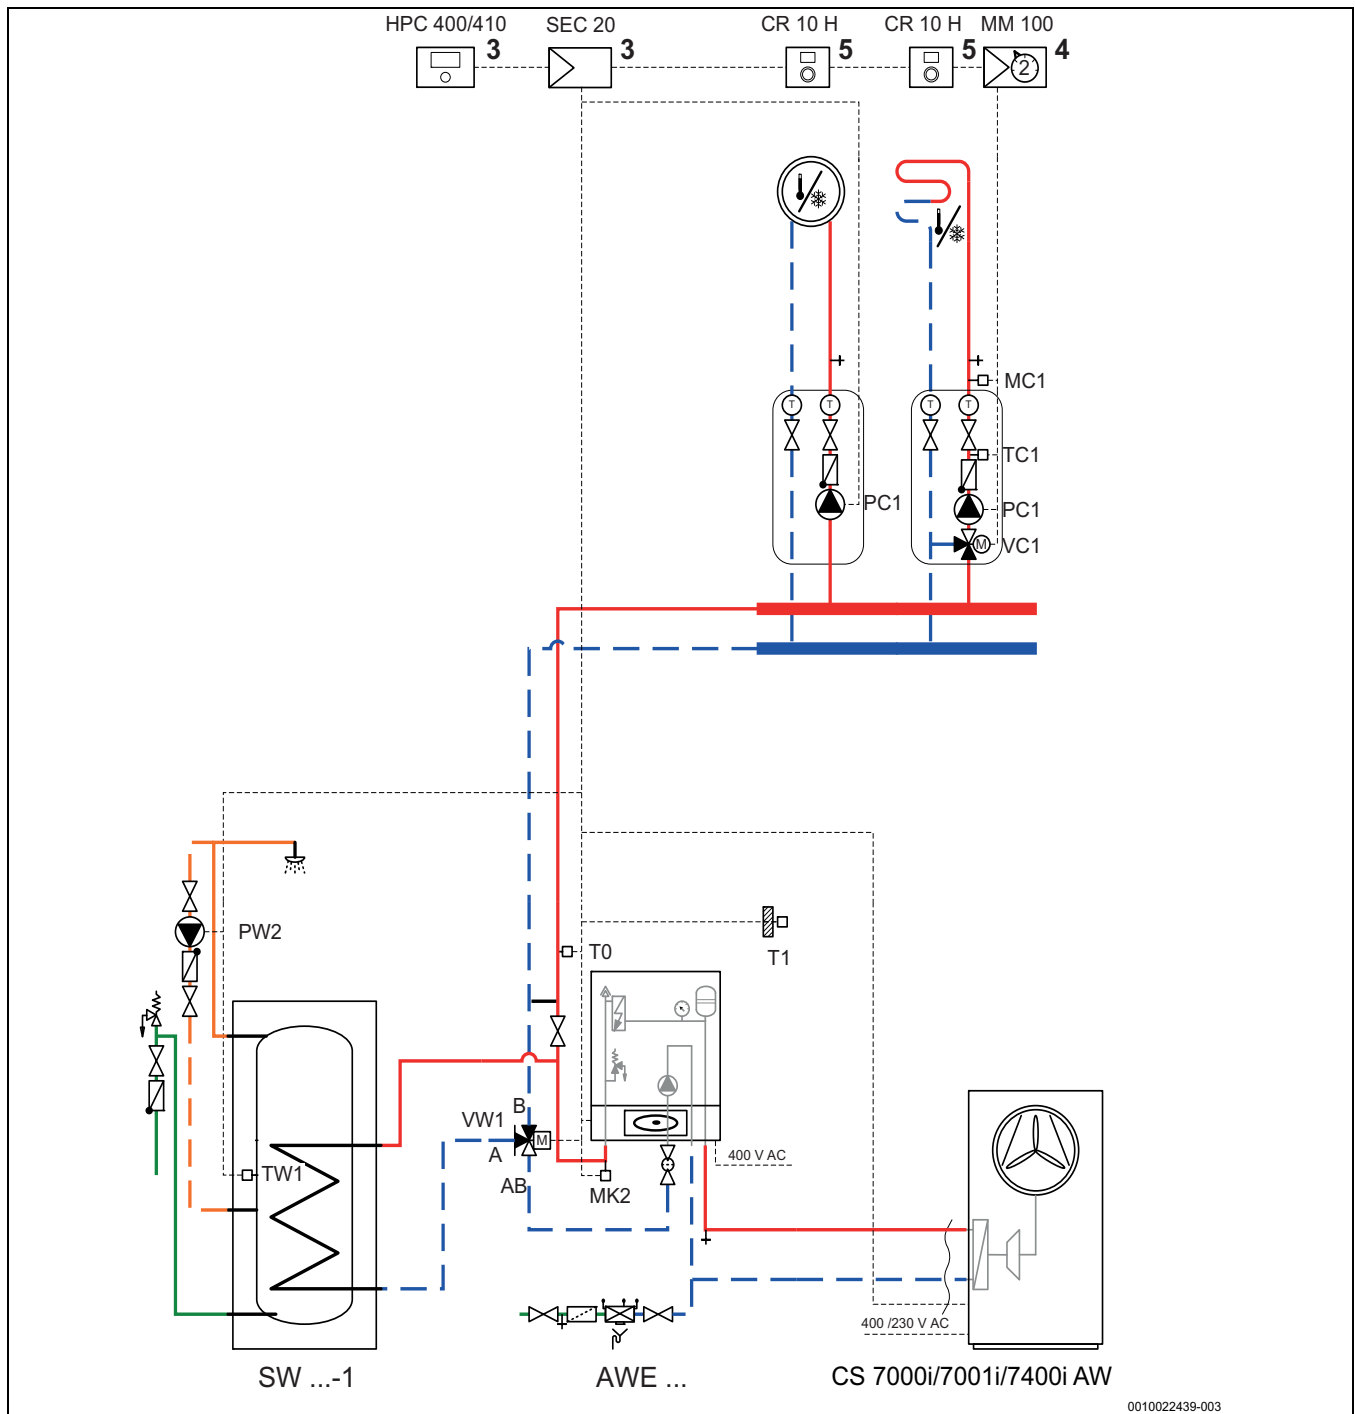 HPC 400/410
3
SEC 20
3
CR 10 H
5
CR 10 H
5
MM 100
4
2
MC1
T
T
T
T
TC1
PC1
PC1
M
VC1
PW2
T0
T1
B
VW1
M
A
400 V AC
TW1
AB
MK2
400 /230 V AC
SW ...-1
AWE ...
CS 7000i/7001i/7400i AW
0010022439-003